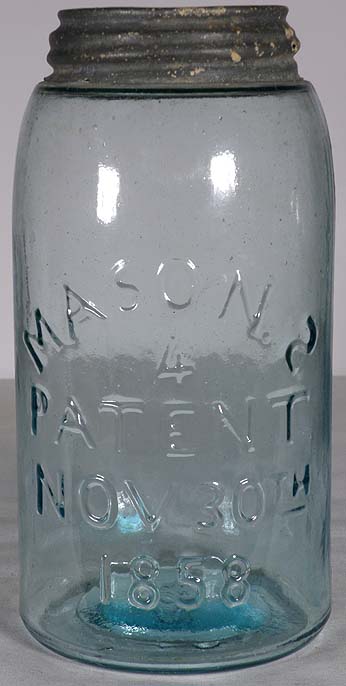 MASON.S
4
PATENT
NOV 30TH
1858